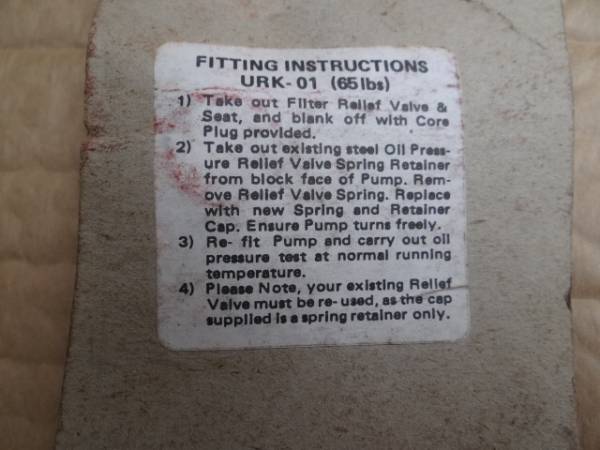 FITTING INSTRUCTIONS
URK-01 (65lbs)
1) Take out Filter Relief Valve &
Seat, and blank off with Core
Plug provided.
2) Take out existing steel Oil Press-
ure Relief Valve Spring Retainer
from block face of Pump. Rem-
ove Relief Valve Spring. Replace
with new Spring and Retainer
Cap. Ensure Pump turns freely.
3) Re- fit Pump and carry out oil
pressure test at normal running
temperature.
4) Please Note, your existing Relief
Valve must be re-used, as the cap
supplied is a spring retainer only.